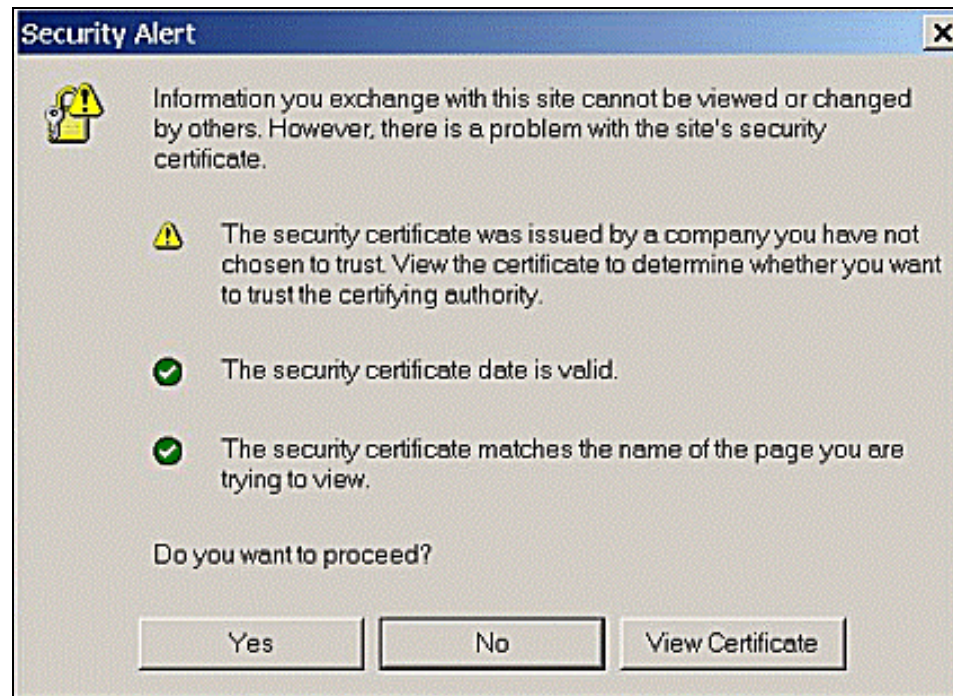 Security Alert
Information you exchange with this site cannot be viewed or changed
by others. However, there is a problem with the site's security
certificate.
The security certificate was issued by a company you have not
chosen to trust. View the certificate to determine whether you want
to trust the certifying authority.
The security certificate date is valid.
The security certificate matches the name of the page you are
trying to view.
Do you want to proceed?
Yes
No
View Certificate